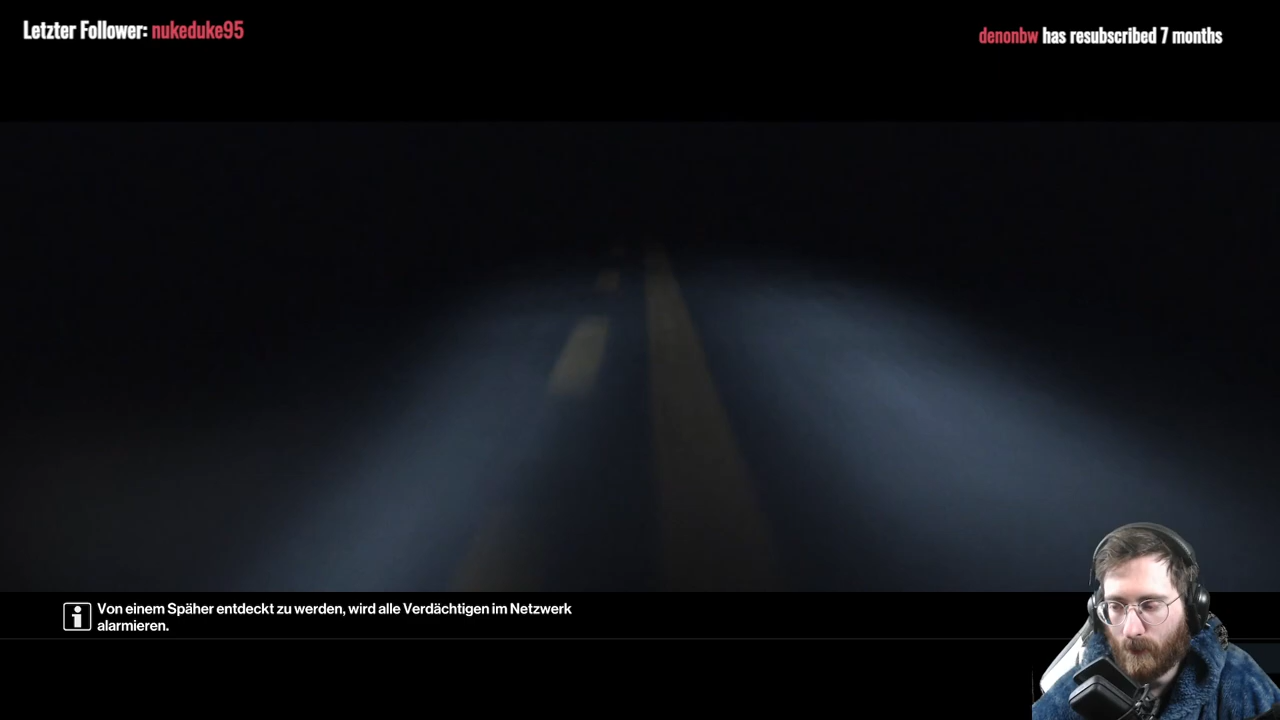 Letzter Follower: nukeduke95
denonbw has resubscribed 7 months
Von einem Späher entdeckt zu werden, wird alle Verdächtigen im Netzwerk
alarmieren.